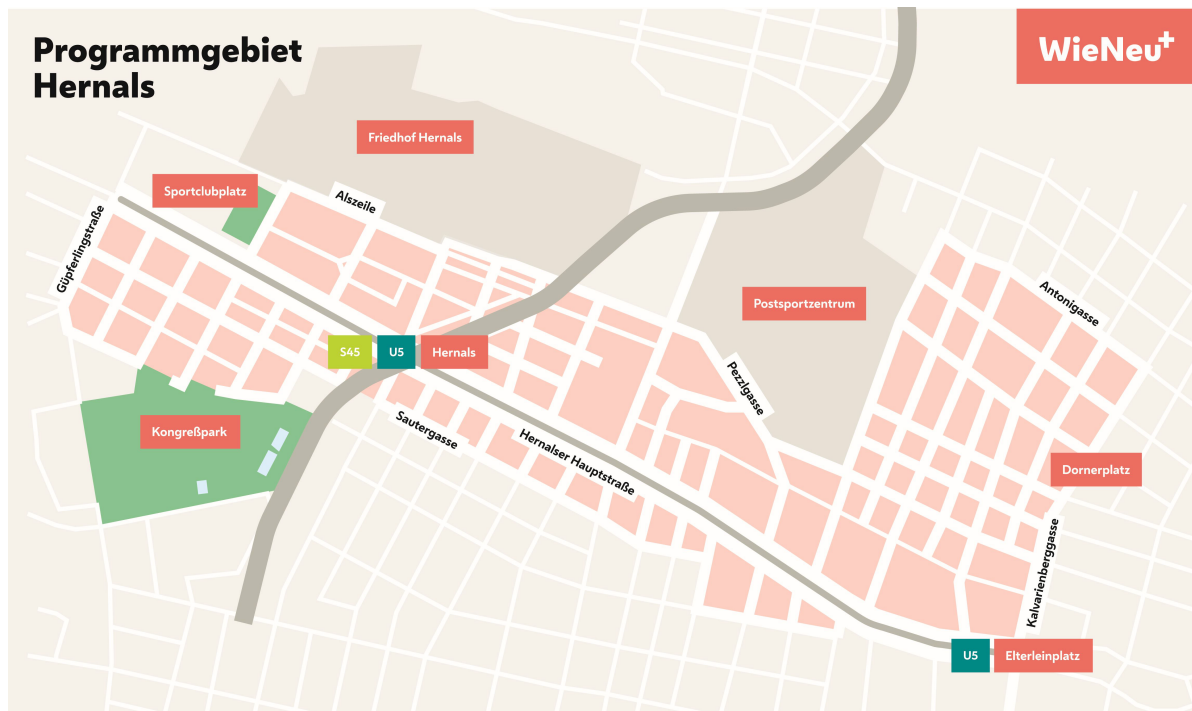 Programmgebiet
Hernals
WieNeu+
Friedhof Hernals
Sportclubplatz
Alszeile
Güpferlingstraße
Postsportzentrum
Antonigasse
S45
U5
Hernals
Pezzlgasse
Kongreßpark
Sautergasse
Hernalser Hauptstraße
Dornerplatz
Kalvarienberggasse
U5
Elterleinplatz